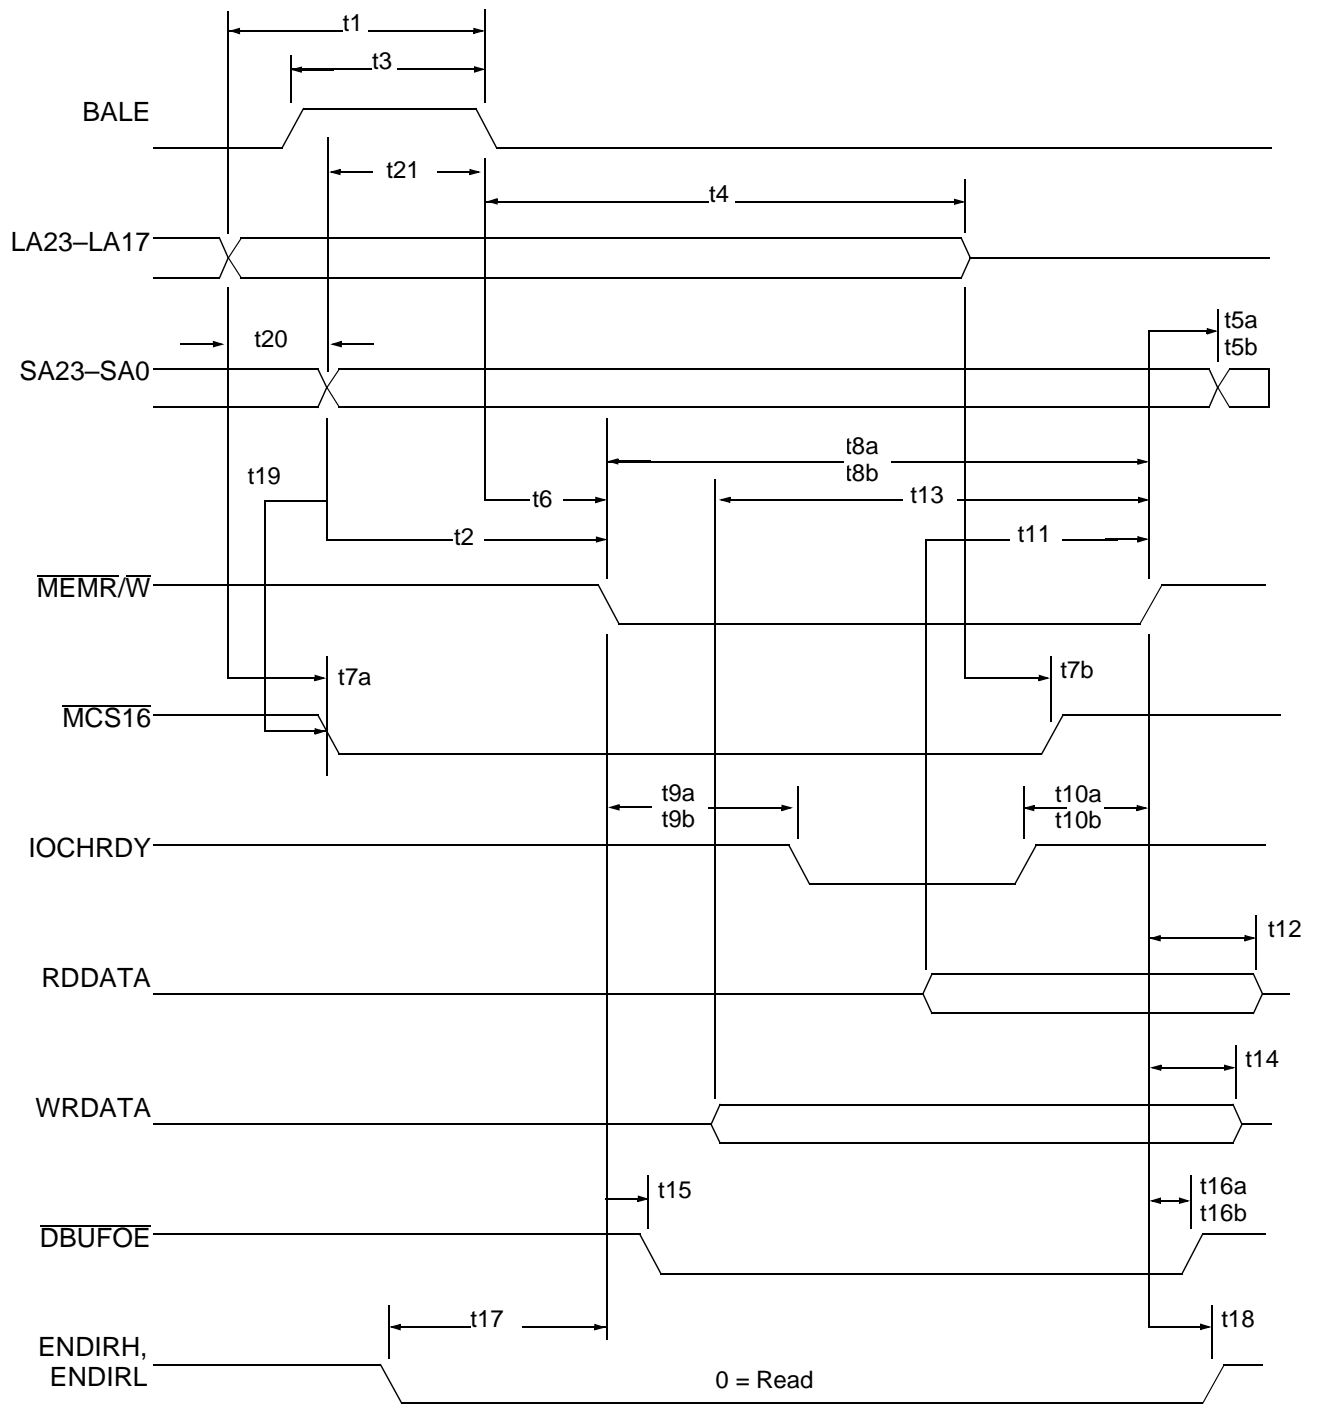 t1
t3
BALE
t21
t4
LA23–LA17
t20
t5a
t5b
SA23–SA0
t8a
t8b
t19
t13
t6
t2
t11
MEMR/W
t7a
t7b
MCS16
t9a
t9b
t10a
t10b
IOCHRDY
t12
RDDATA
t14
WRDATA
t15
t16a
t16b
DBUFOE
t17
t18
ENDIRH,
ENDIRL
0 = Read